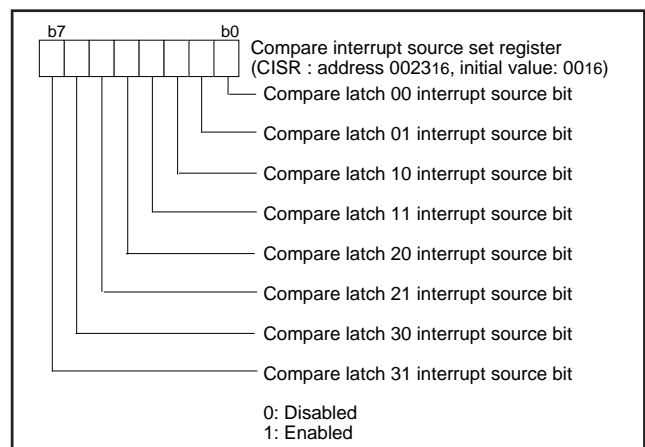 b7 b0
Compare interrupt source set register
(CISR : address 002316, initial value: 0016)
Compare latch 00 interrupt source bit
Compare latch 01 interrupt source bit
Compare latch 10 interrupt source bit
Compare latch 11 interrupt source bit
Compare latch 20 interrupt source bit
Compare latch 21 interrupt source bit
Compare latch 30 interrupt source bit
Compare latch 31 interrupt source bit
0: Disabled
1: Enabled